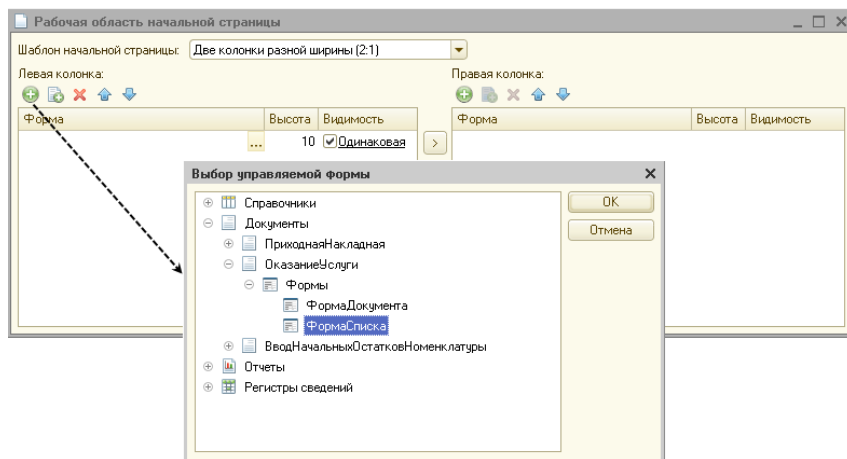 Рабочая область начальной страницы
Шаблон начальной страницы: Две колонки разной ширины (2:1)
Левая колонка: Правая колонка:
Форма Высота Видимость Форма Высота Видимость
... 10 Одинаковая >
Выбор управляемой формы
Справочники OK
Документы Отмена
ПриходнаяНакладная
ОказаниеУслуги
Формы
ФормаДокумента
ФормаСписка
ВводНачальныхОстатковНоменклатуры
Отчеты
Регистры сведений